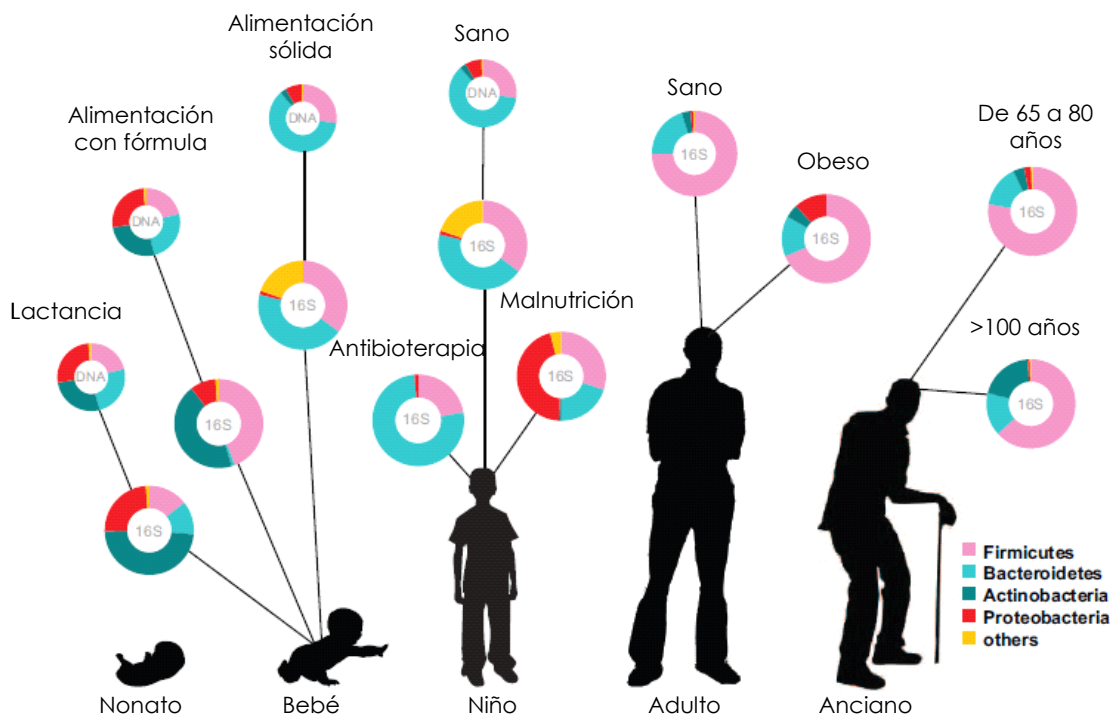 Alimentación
sólida
Sano
DNA
DNA
Alimentación
con fórmula
DNA
Sano
16S
De 65 a 80
años
16S
Obeso
16S
16S
16S
Lactancia
DNA
16S
Antibioterapia
16S
Malnutrición
16S
>100 años
16S
16S
Firmicutes
Bacteroidetes
Actinobacteria
Proteobacteria
others
Nonato
Bebé
Niño
Adulto
Anciano